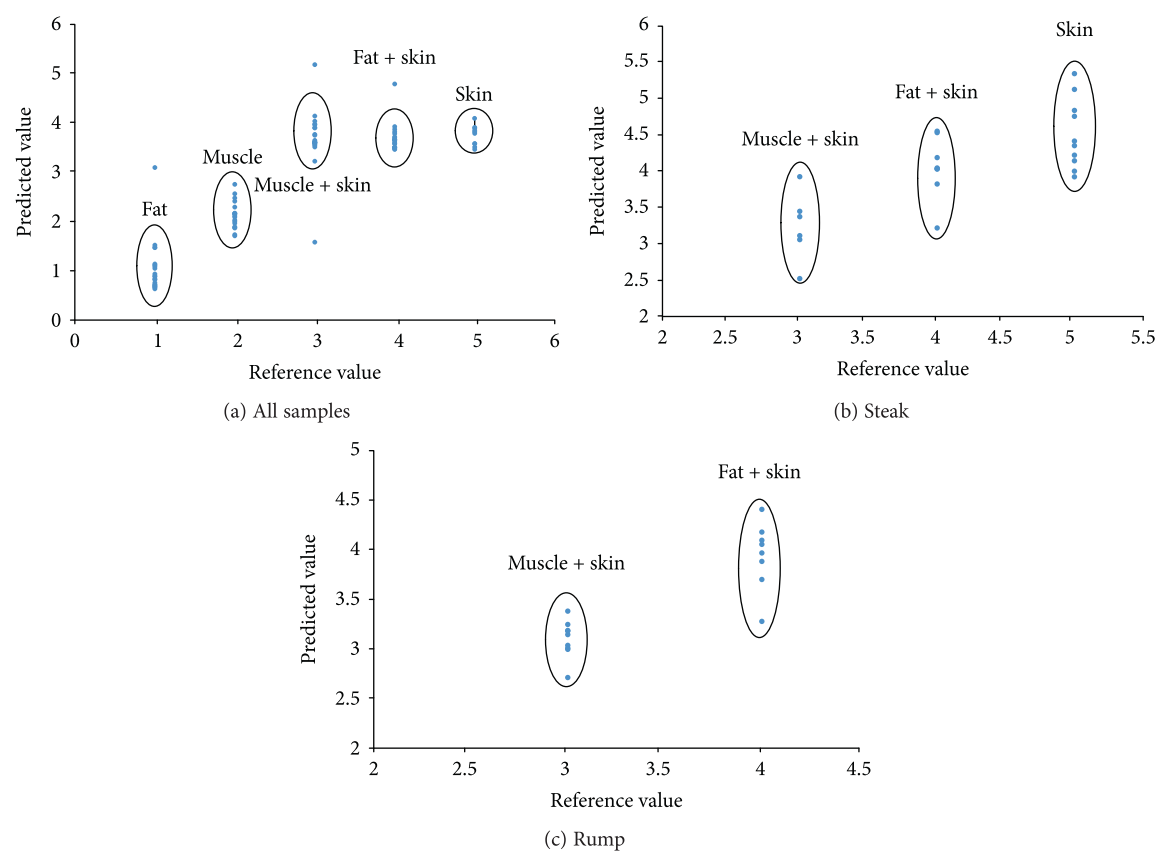 6
5
4
3
2
1
0
0 1 2 3 4 5 6
Predicted value
Reference value
Fat
Muscle
Muscle + skin
Fat + skin
Skin
(a) All samples
6
5.5
5
4.5
4
3.5
3
2.5
2
2 2.5 3 3.5 4 4.5 5 5.5
Predicted value
Reference value
Muscle + skin
Fat + skin
Skin
(b) Steak
5
4.5
4
3.5
3
2.5
2
2 2.5 3 3.5 4 4.5
Predicted value
Reference value
Muscle + skin
Fat + skin
(c) Rump